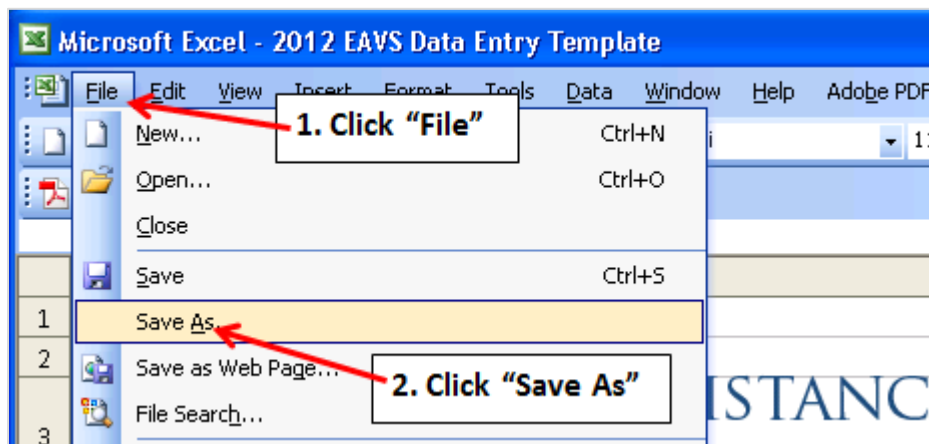 Microsoft Excel - 2012 EAVS Data Entry Template
File Edit View Insert Format Tools Data Window Help Adobe PDF
1. Click "File"
New... Ctrl+N
Open... Ctrl+O
Close
Save Ctrl+S
1 Save As...
2 Save as Web Page...
2. Click "Save As"
File Search...
3